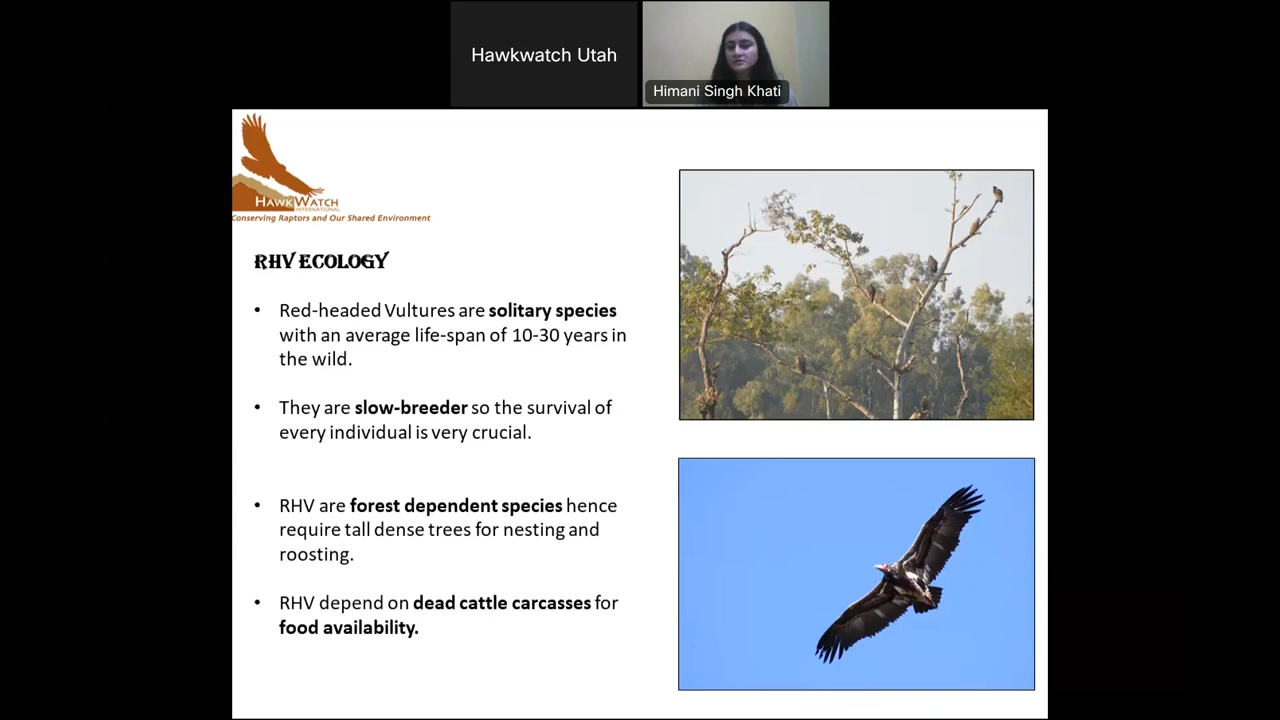 Hawkwatch Utah
Himani Singh Khati
HAWKWATCH
INTERNATIONAL
Conserving Raptors and Our Shared Environment
RHV ECOLOGY
• Red-headed Vultures are solitary species
with an average life-span of 10-30 years in
the wild.
• They are slow-breeder so the survival of
every individual is very crucial.
• RHV are forest dependent species hence
require tall dense trees for nesting and
roosting.
• RHV depend on dead cattle carcasses for
food availability.